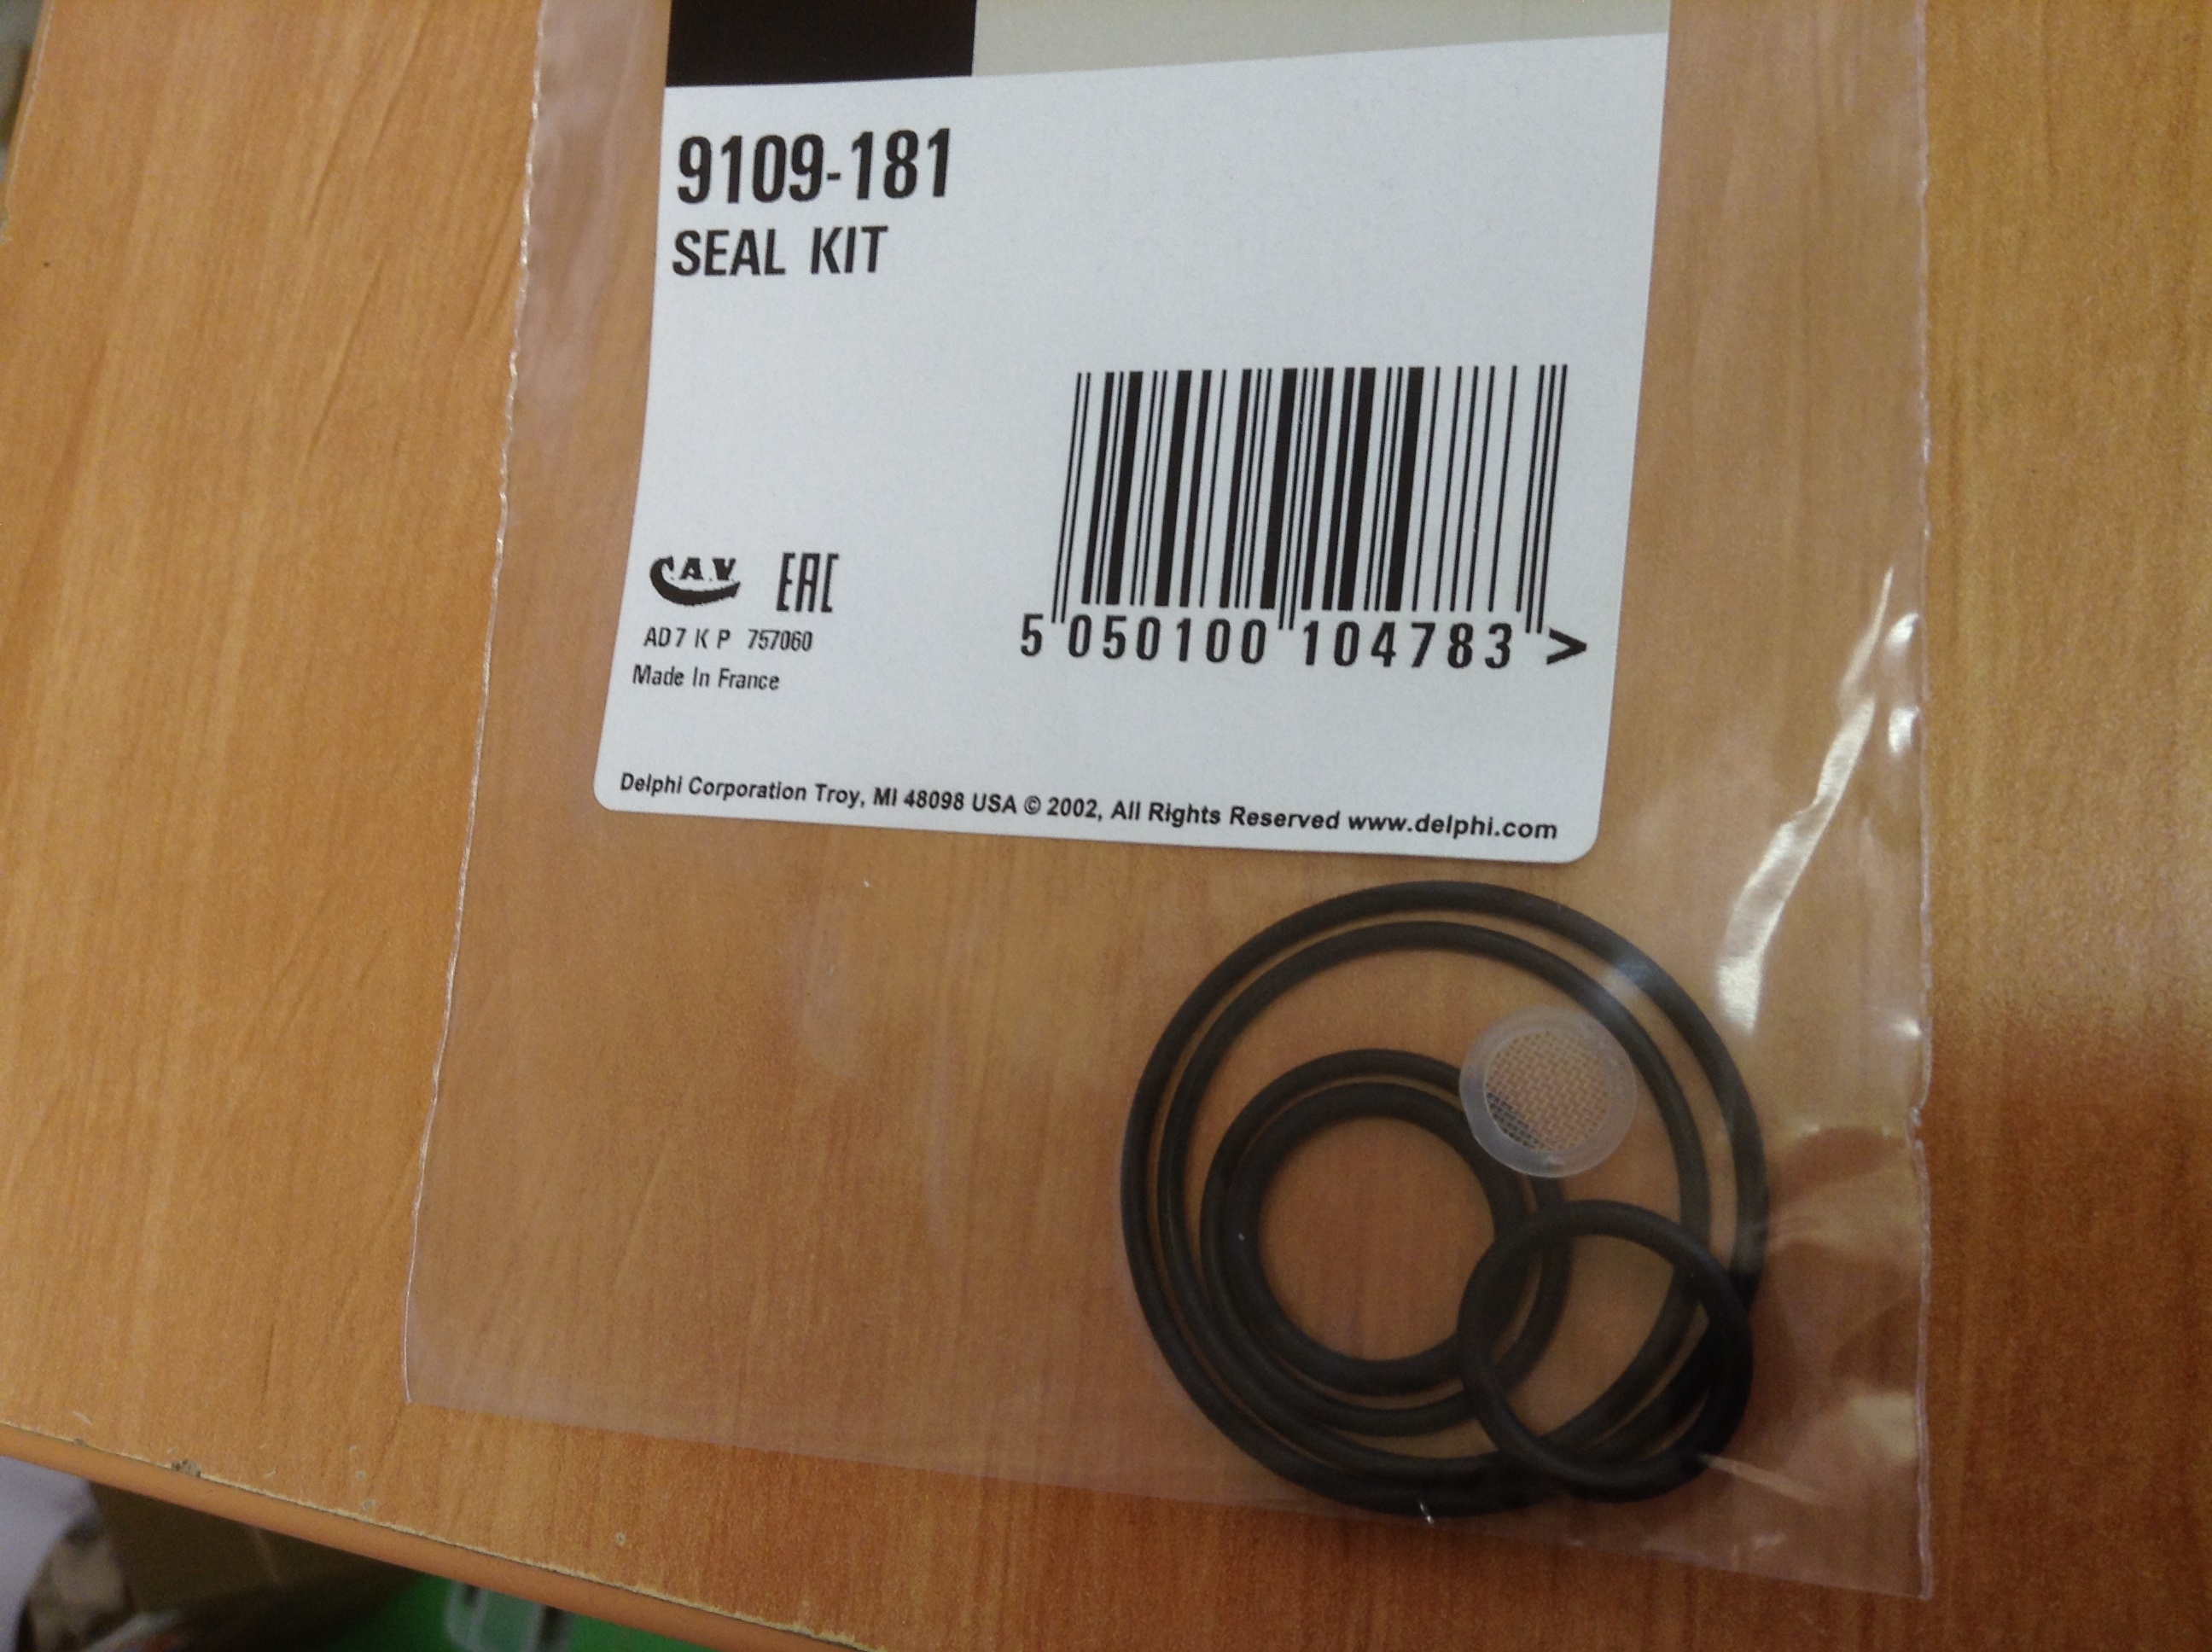 9109-181
SEAL KIT
C.A.V. EAC
AD7 K P 757060
Made In France
5 050100 104783 >
Delphi Corporation Troy, MI 48098 USA © 2002, All Rights Reserved www.delphi.com